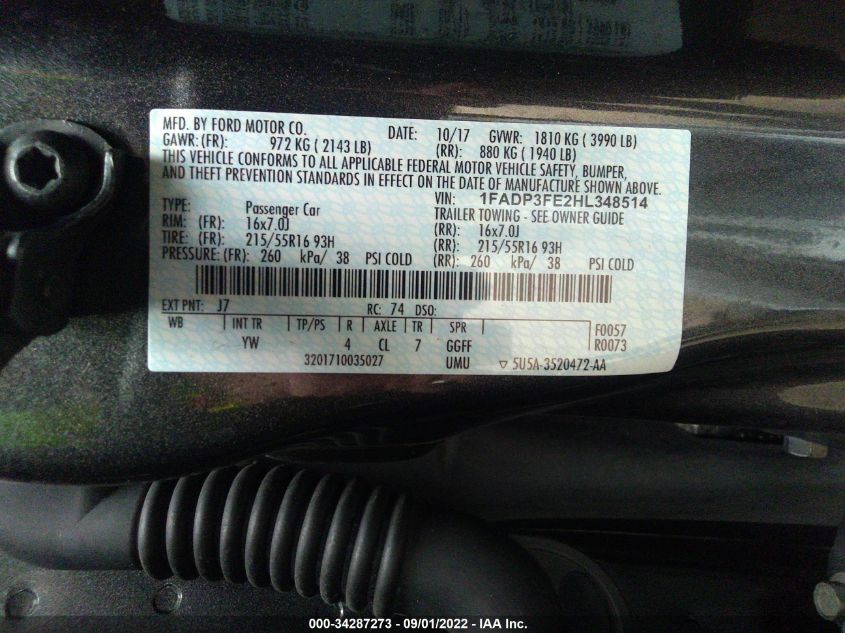 MFD. BY FORD MOTOR CO. DATE: 10/17 GVWR: 1810 KG ( 3990 LB)
GAWR: (FR): 972 KG ( 2143 LB) (RR): 880 KG ( 1940 LB)
THIS VEHICLE CONFORMS TO ALL APPLICABLE FEDERAL MOTOR VEHICLE SAFETY, BUMPER,
AND THEFT PREVENTION STANDARDS IN EFFECT ON THE DATE OF MANUFACTURE SHOWN ABOVE.
VIN: 1FADP3FE2HL348514
TYPE: Passenger Car TRAILER TOWING - SEE OWNER GUIDE
RIM: (FR): 16x7.0J (RR): 16x7.0J
TIRE: (FR): 215/55R16 93H (RR): 215/55R16 93H
PRESSURE: (FR): 260 kPa/ 38 PSI COLD (RR): 260 kPa/ 38 PSI COLD
EXT PNT: J7 RC: 74 DSO:
WB INT TR TP/PS R AXLE TR SPR F0057
YW 4 CL 7 GGFF R0073
3201710035027 UMU ▽ 5U5A-3520472-AA
000-34287273 - 09/01/2022 - IAA Inc.